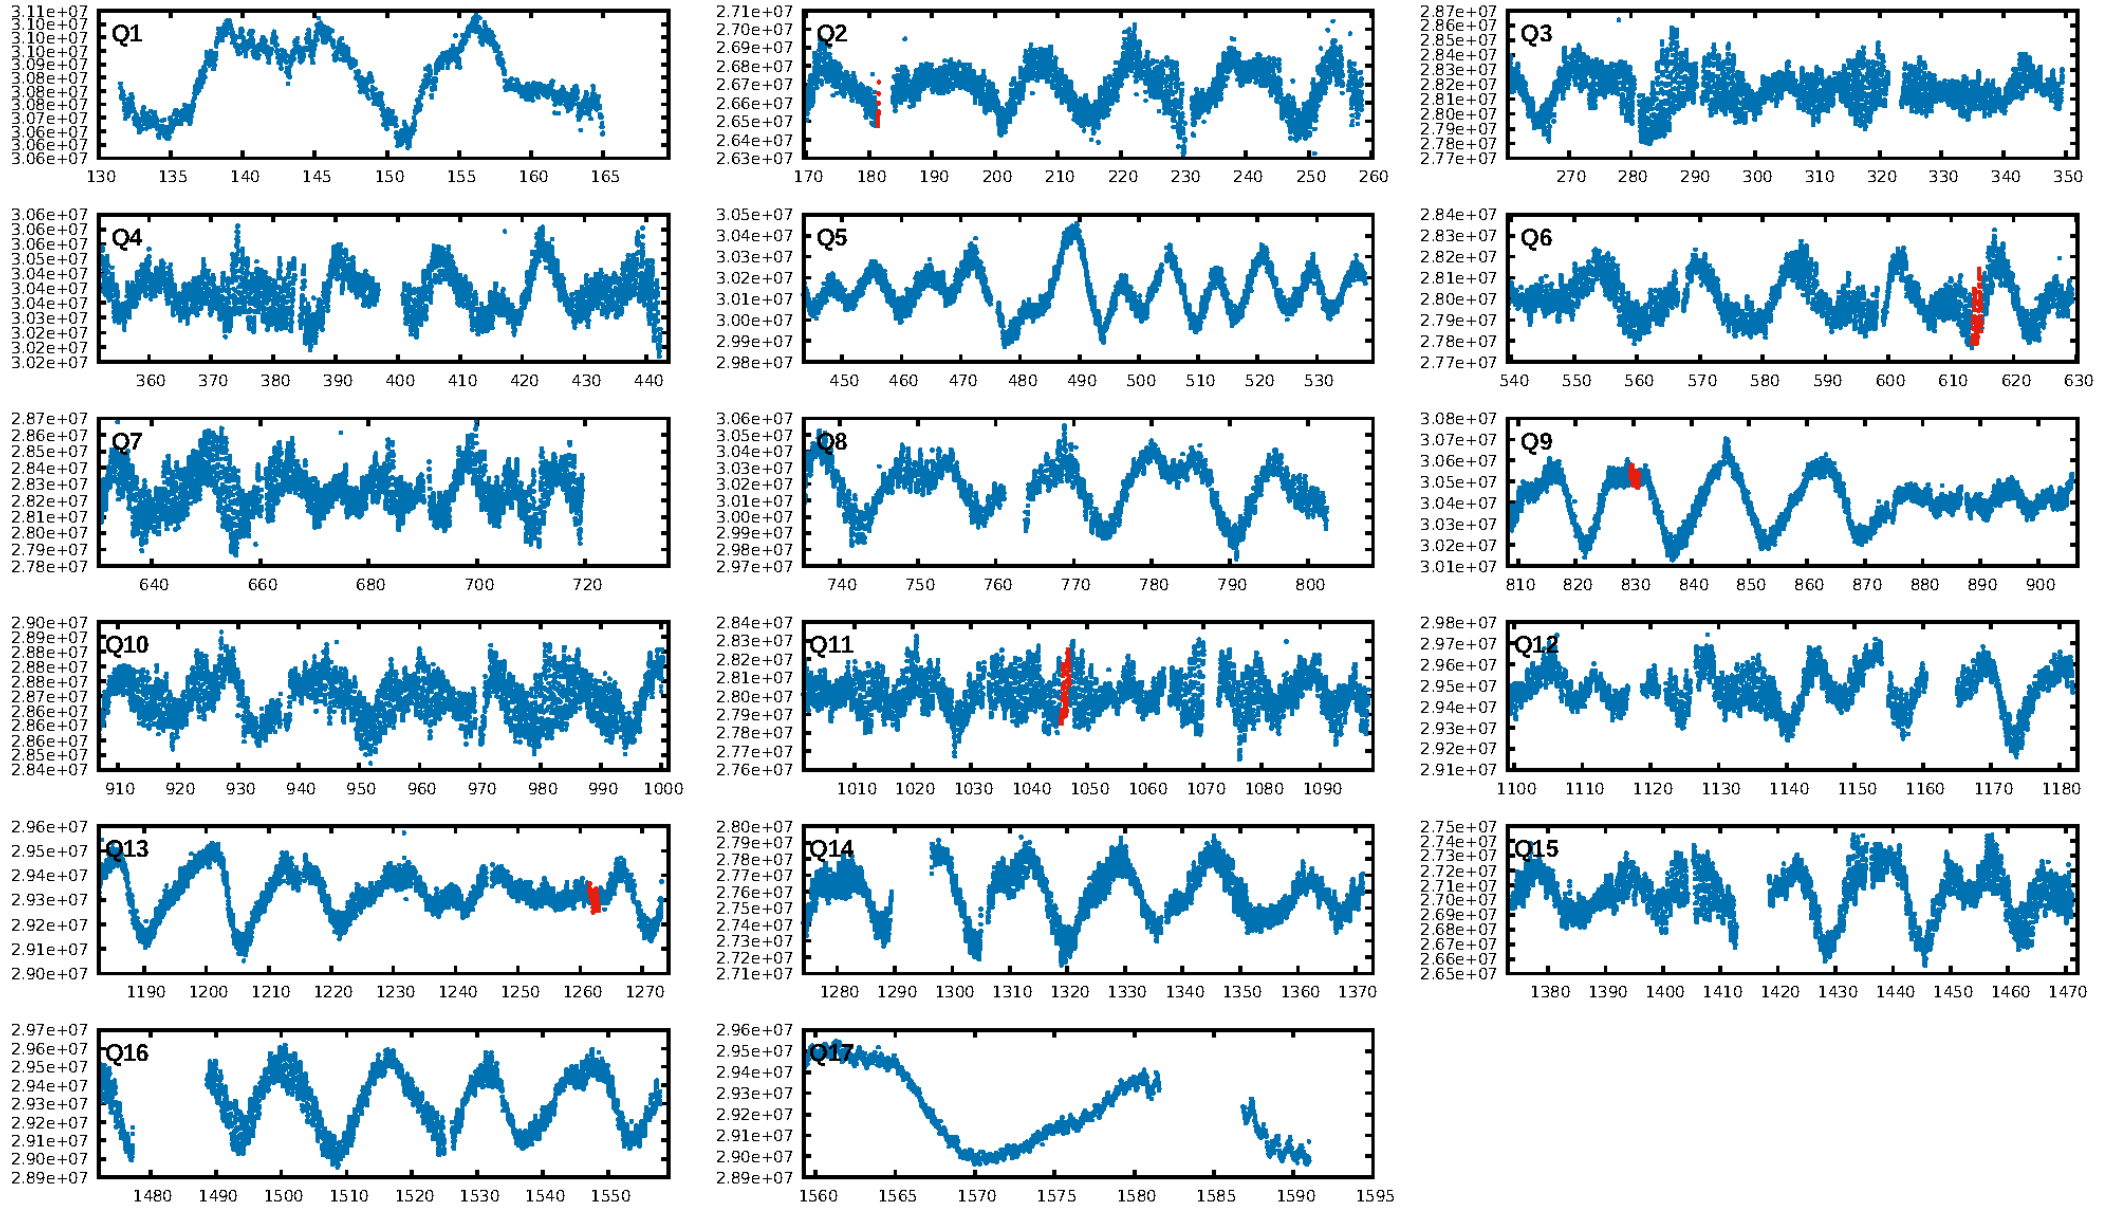 Q1
3.11e+07
3.10e+07
3.10e+07
3.10e+07
3.09e+07
3.08e+07
3.08e+07
3.08e+07
3.07e+07
3.06e+07
3.06e+07
3.06e+07
130 135 140 145 150 155 160 165
Q2
2.71e+07
2.70e+07
2.69e+07
2.68e+07
2.67e+07
2.66e+07
2.65e+07
2.64e+07
2.63e+07
170 180 190 200 210 220 230 240 250 260
Q3
2.87e+07
2.86e+07
2.85e+07
2.84e+07
2.83e+07
2.82e+07
2.81e+07
2.80e+07
2.79e+07
2.78e+07
2.77e+07
270 280 290 300 310 320 330 340 350
Q4
3.06e+07
3.06e+07
3.06e+07
3.05e+07
3.04e+07
3.04e+07
3.04e+07
3.03e+07
3.02e+07
3.02e+07
3.02e+07
360 370 380 390 400 410 420 430 440
Q5
3.05e+07
3.04e+07
3.03e+07
3.02e+07
3.01e+07
3.00e+07
2.99e+07
2.98e+07
450 460 470 480 490 500 510 520 530
Q6
2.84e+07
2.83e+07
2.82e+07
2.81e+07
2.80e+07
2.79e+07
2.78e+07
2.77e+07
540 550 560 570 580 590 600 610 620 630
Q7
2.87e+07
2.86e+07
2.85e+07
2.84e+07
2.83e+07
2.82e+07
2.81e+07
2.80e+07
2.79e+07
2.78e+07
640 660 680 700 720
Q8
3.06e+07
3.05e+07
3.04e+07
3.03e+07
3.02e+07
3.01e+07
3.00e+07
2.99e+07
2.98e+07
2.97e+07
740 750 760 770 780 790 800
Q9
3.08e+07
3.07e+07
3.06e+07
3.05e+07
3.04e+07
3.03e+07
3.02e+07
3.01e+07
810 820 830 840 850 860 870 880 890 900
Q10
2.90e+07
2.89e+07
2.88e+07
2.88e+07
2.88e+07
2.87e+07
2.86e+07
2.86e+07
2.86e+07
2.85e+07
2.84e+07
910 920 930 940 950 960 970 980 990 1000
Q11
2.84e+07
2.83e+07
2.82e+07
2.81e+07
2.80e+07
2.79e+07
2.78e+07
2.77e+07
2.76e+07
1010 1020 1030 1040 1050 1060 1070 1080 1090
Q12
2.98e+07
2.97e+07
2.96e+07
2.95e+07
2.94e+07
2.93e+07
2.92e+07
2.91e+07
1100 1110 1120 1130 1140 1150 1160 1170 1180
Q13
2.96e+07
2.95e+07
2.94e+07
2.93e+07
2.92e+07
2.91e+07
2.90e+07
1190 1200 1210 1220 1230 1240 1250 1260 1270
Q14
2.80e+07
2.79e+07
2.78e+07
2.77e+07
2.76e+07
2.75e+07
2.74e+07
2.73e+07
2.72e+07
2.71e+07
1280 1290 1300 1310 1320 1330 1340 1350 1360 1370
Q15
2.75e+07
2.74e+07
2.73e+07
2.72e+07
2.71e+07
2.70e+07
2.69e+07
2.68e+07
2.67e+07
2.66e+07
2.65e+07
1380 1390 1400 1410 1420 1430 1440 1450 1460 1470
Q16
2.97e+07
2.96e+07
2.95e+07
2.94e+07
2.93e+07
2.92e+07
2.91e+07
2.90e+07
2.89e+07
1480 1490 1500 1510 1520 1530 1540 1550
Q17
2.96e+07
2.95e+07
2.94e+07
2.93e+07
2.92e+07
2.91e+07
2.90e+07
2.89e+07
1560 1565 1570 1575 1580 1585 1590 1595